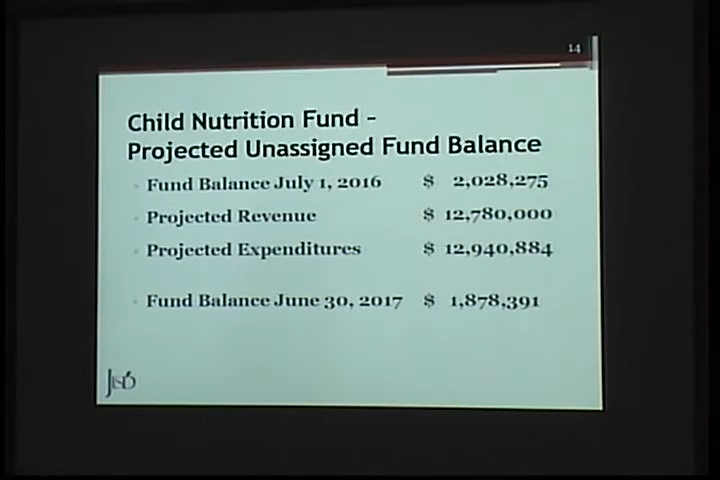 14
Child Nutrition Fund -
Projected Unassigned Fund Balance
Fund Balance July 1, 2016 $ 2,028,275
Projected Revenue $ 12,780,000
Projected Expenditures $ 12,940,884
Fund Balance June 30, 2017 $ 1,878,391
JISD